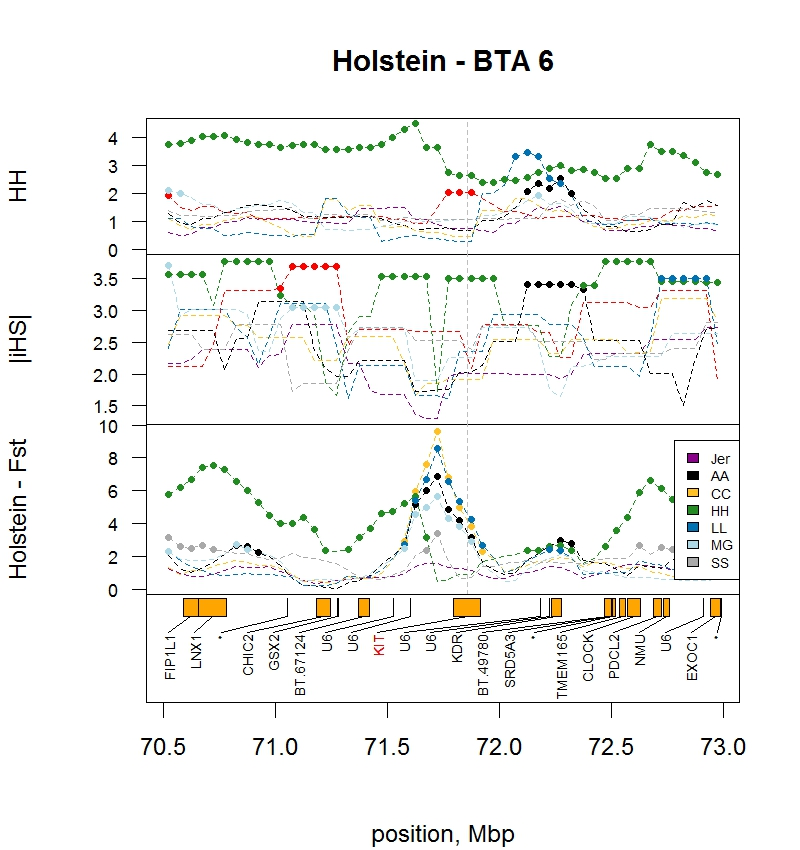 Holstein - BTA 6
HH
4
3
2
1
0
|iHS|
3.5
3.0
2.5
2.0
1.5
Holstein - Fst
10
8
6
4
2
0
Jer
AA
CC
HH
LL
MG
SS
FIP1L1
LNX1
CHIC2
GSX2
BT.67124
U6
U6
KIT
U6
U6
KDR
BT.49780
SRD5A3
TMEM165
CLOCK
PDCL2
NMU
U6
EXOC1
70.5 71.0 71.5 72.0 72.5 73.0
position, Mbp